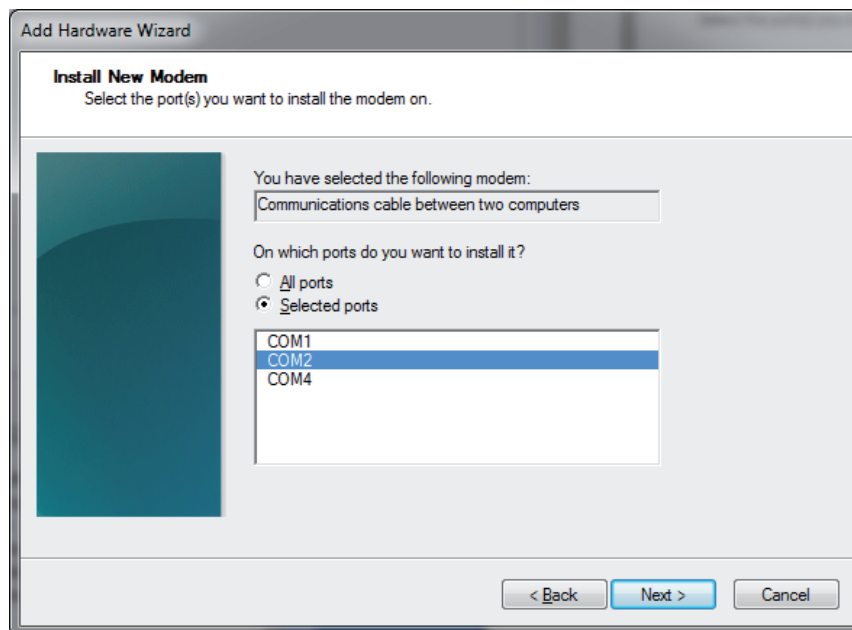 Add Hardware Wizard
Install New Modem
Select the port(s) you want to install the modem on.
You have selected the following modem:
Communications cable between two computers
On which ports do you want to install it?
All ports
Selected ports
COM1
COM2
COM4
< Back Next > Cancel